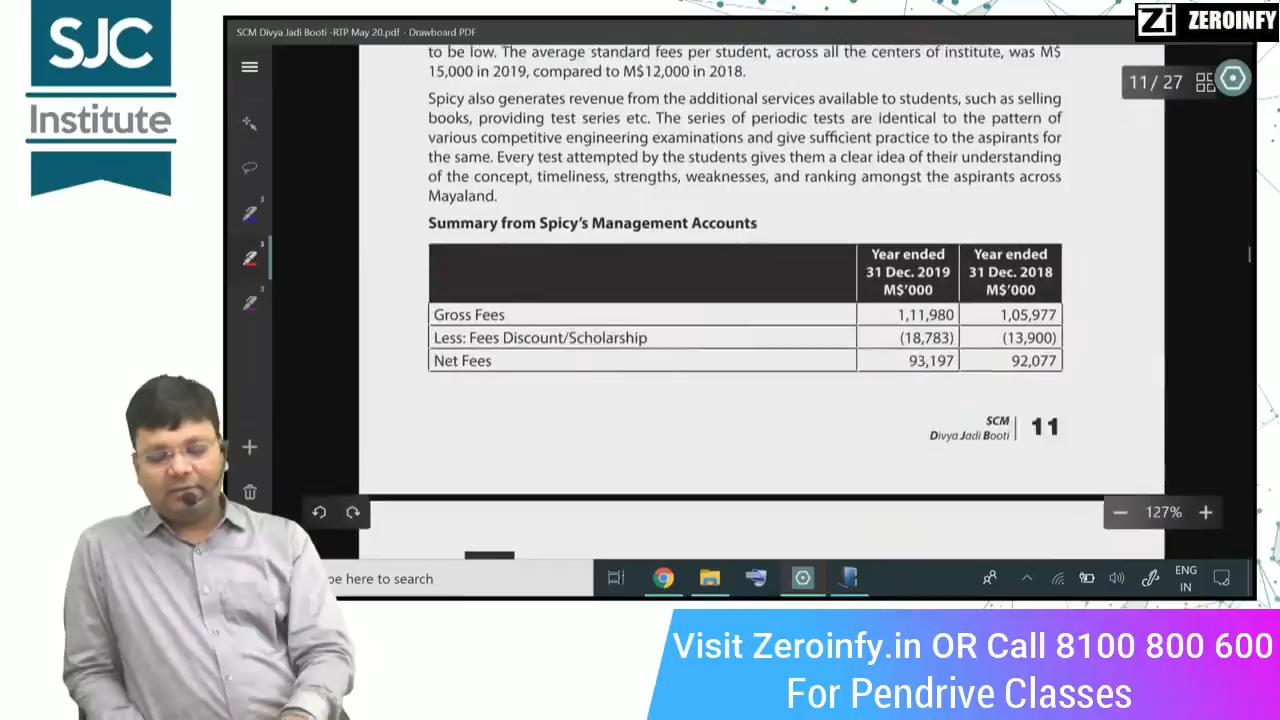 SJC
Institute
Zi ZEROINFY
SCM Divya Jadi Booti -RTP May 20.pdf - Drawboard PDF
11 / 27
to be low. The average standard fees per student, across all the centers of institute, was M$
15,000 in 2019, compared to M$12,000 in 2018.
Spicy also generates revenue from the additional services available to students, such as selling
books, providing test series etc. The series of periodic tests are identical to the pattern of
various competitive engineering examinations and give sufficient practice to the aspirants for
the same. Every test attempted by the students gives them a clear idea of their understanding
of the concept, timeliness, strengths, weaknesses, and ranking amongst the aspirants across
Mayaland.
Summary from Spicy's Management Accounts
Year ended 31 Dec. 2019 M$'000
Year ended 31 Dec. 2018 M$'000
Gross Fees 1,11,980 1,05,977
Less: Fees Discount/Scholarship (18,783) (13,900)
Net Fees 93,197 92,077
SCM
Divya Jadi Booti
11
3
3
3
127%
pe here to search
ENG
IN
Visit Zeroinfy.in OR Call 8100 800 600
For Pendrive Classes